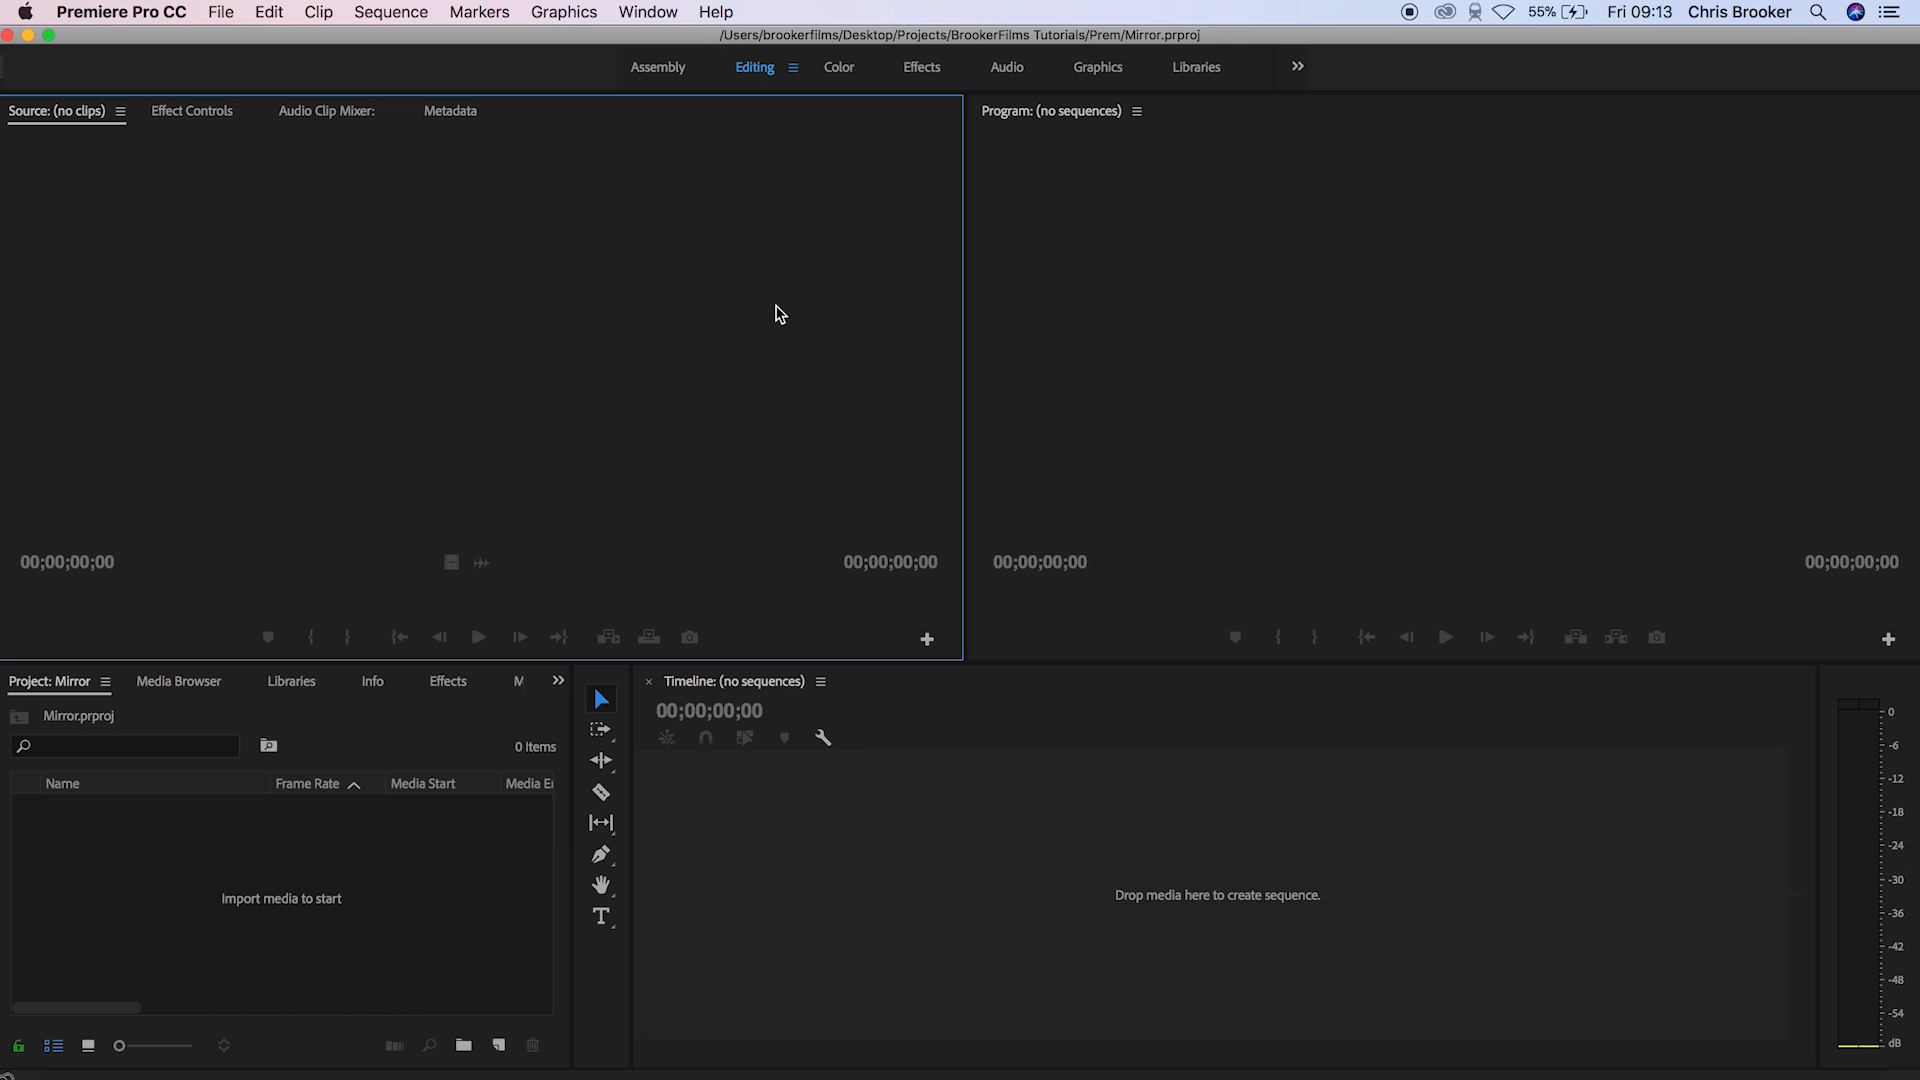 Premiere Pro CC File Edit Clip Sequence Markers Graphics Window Help 55% Fri 09:13 Chris Brooker
/Users/brookerfilms/Desktop/Projects/BrookerFilms Tutorials/Prem/Mirror.prproj
Assembly Editing Color Effects Audio Graphics Libraries
Source: (no clips) Effect Controls Audio Clip Mixer: Metadata
Program: (no sequences)
00;00;00;00 00;00;00;00
00;00;00;00 00;00;00;00
Project: Mirror Media Browser Libraries Info Effects M
Mirror.prproj
0 Items
Name Frame Rate Media Start Media E
Import media to start
Timeline: (no sequences)
00;00;00;00
Drop media here to create sequence.
0
-6
-12
-18
-24
-30
-36
-42
-48
-54
dB